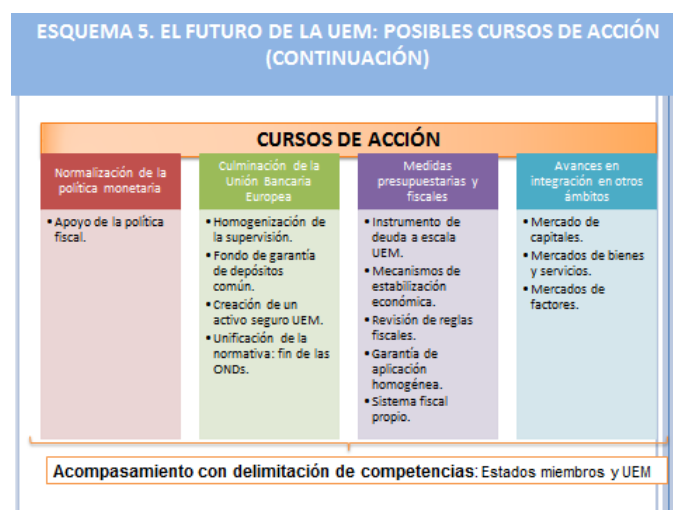 ESQUEMA 5. EL FUTURO DE LA UEM: POSIBLES CURSOS DE ACCIÓN
(CONTINUACIÓN)
CURSOS DE ACCIÓN
Normalización de la
política monetaria
• Apoyo de la política
fiscal.
Culminación de la
Unión Bancaria
Europea
• Homogenización de
la supervisión.
• Fondo de garantía
de depósitos
común.
• Creación de un
activo seguro UEM.
• Unificación de la
normativa: fin de las
ONDs.
Medidas
presupuestarias y
fiscales
• Instrumento de
deuda a escala
UEM.
• Mecanismos de
estabilización
económica.
• Revisión de reglas
fiscales.
• Garantía de
aplicación
homogénea.
• Sistema fiscal
propio.
Avances en
integración en otros
ámbitos
• Mercado de
capitales.
• Mercados de bienes
y servicios.
• Mercados de
factores.
Acompasamiento con delimitación de competencias: Estados miembros y UEM